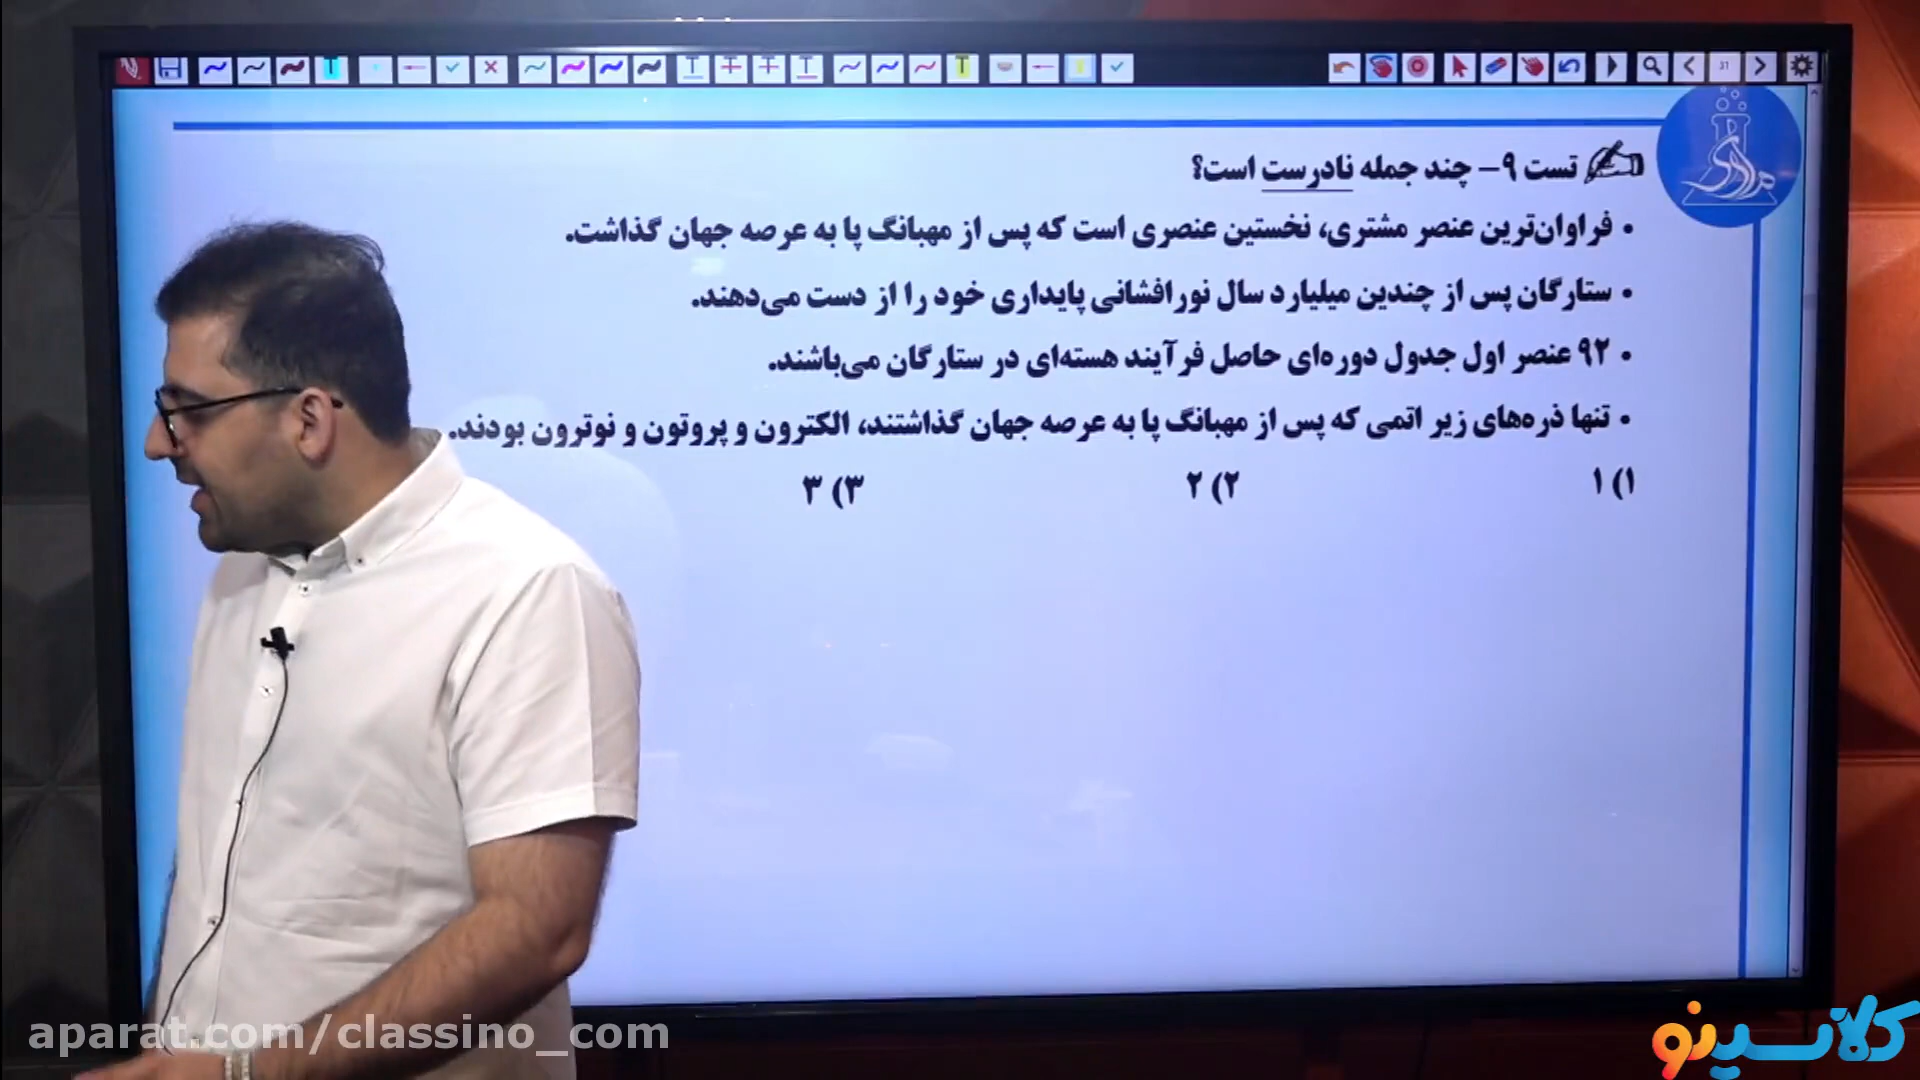 31
تست ۹– چند جمله نادرست است؟
• فراوان‌ترین عنصر مشتری، نخستین عنصری است که پس از مهبانگ پا به عرصه جهان گذاشت.
• ستارگان پس از چندین میلیارد سال نورافشانی پایداری خود را از دست می‌دهند.
• ۹۲ عنصر اول جدول دوره‌ای حاصل فرآیند هسته‌ای در ستارگان می‌باشند.
• تنها ذره‌های زیر اتمی که پس از مهبانگ پا به عرصه جهان گذاشتند، الکترون و پروتون و نوترون بودند.
۱) ۱ ۲) ۲ ۳) ۳
aparat.com/classino_com
کلاسینو